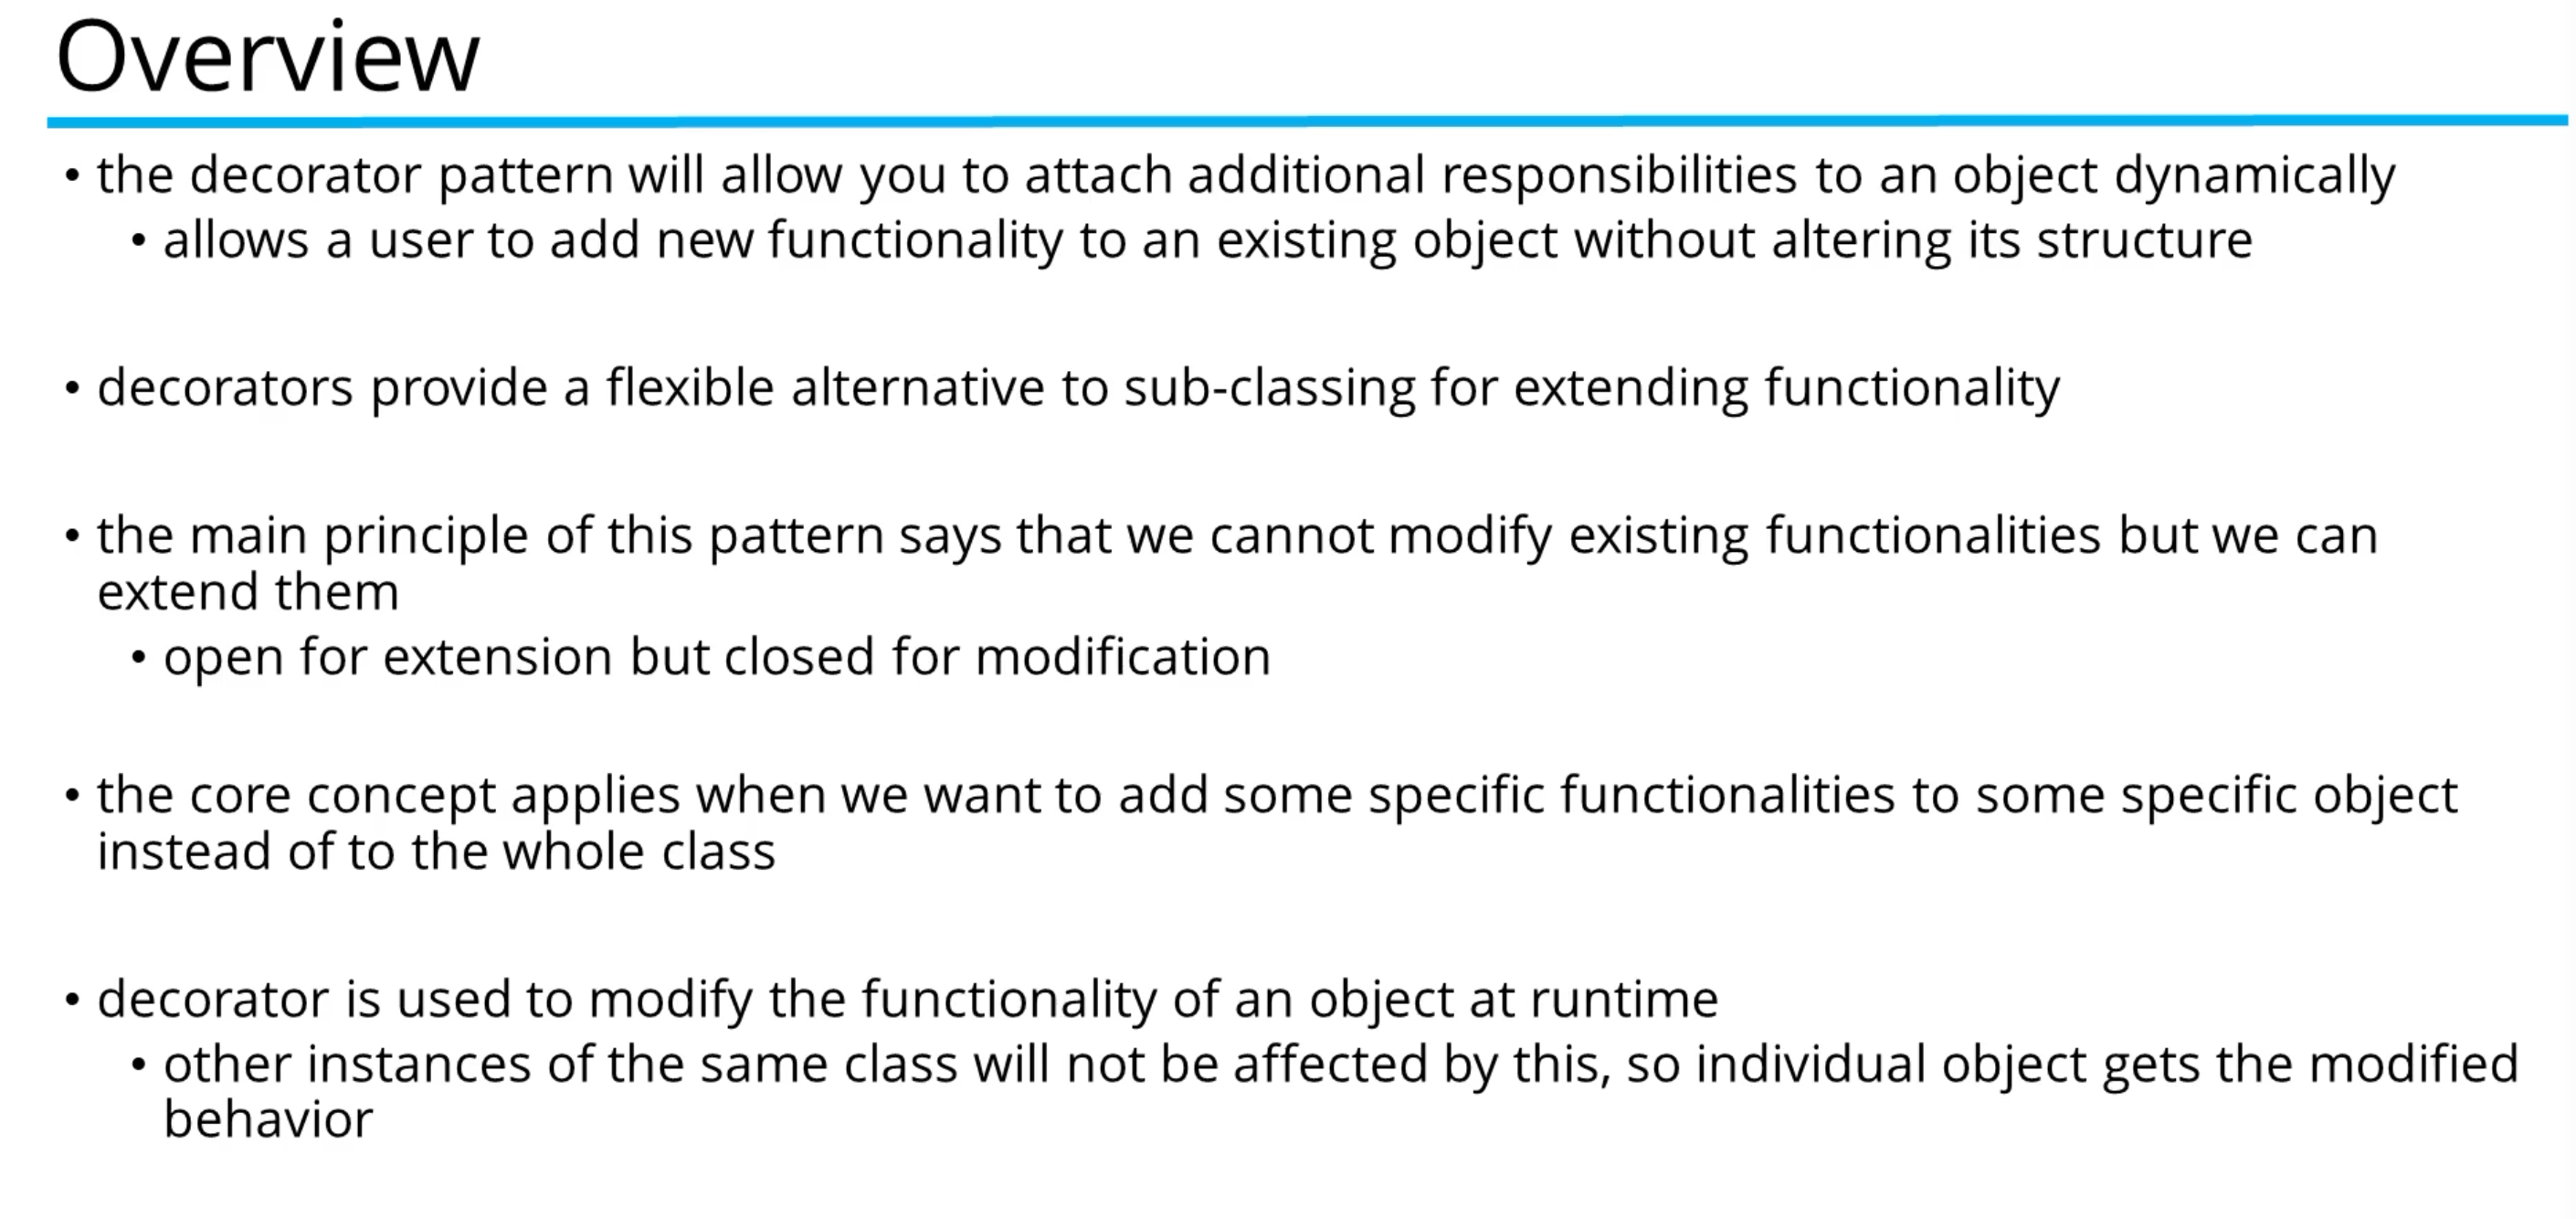 Overview
• the decorator pattern will allow you to attach additional responsibilities to an object dynamically
• allows a user to add new functionality to an existing object without altering its structure
• decorators provide a flexible alternative to sub-classing for extending functionality
• the main principle of this pattern says that we cannot modify existing functionalities but we can
extend them
• open for extension but closed for modification
• the core concept applies when we want to add some specific functionalities to some specific object
instead of to the whole class
• decorator is used to modify the functionality of an object at runtime
• other instances of the same class will not be affected by this, so individual object gets the modified
behavior